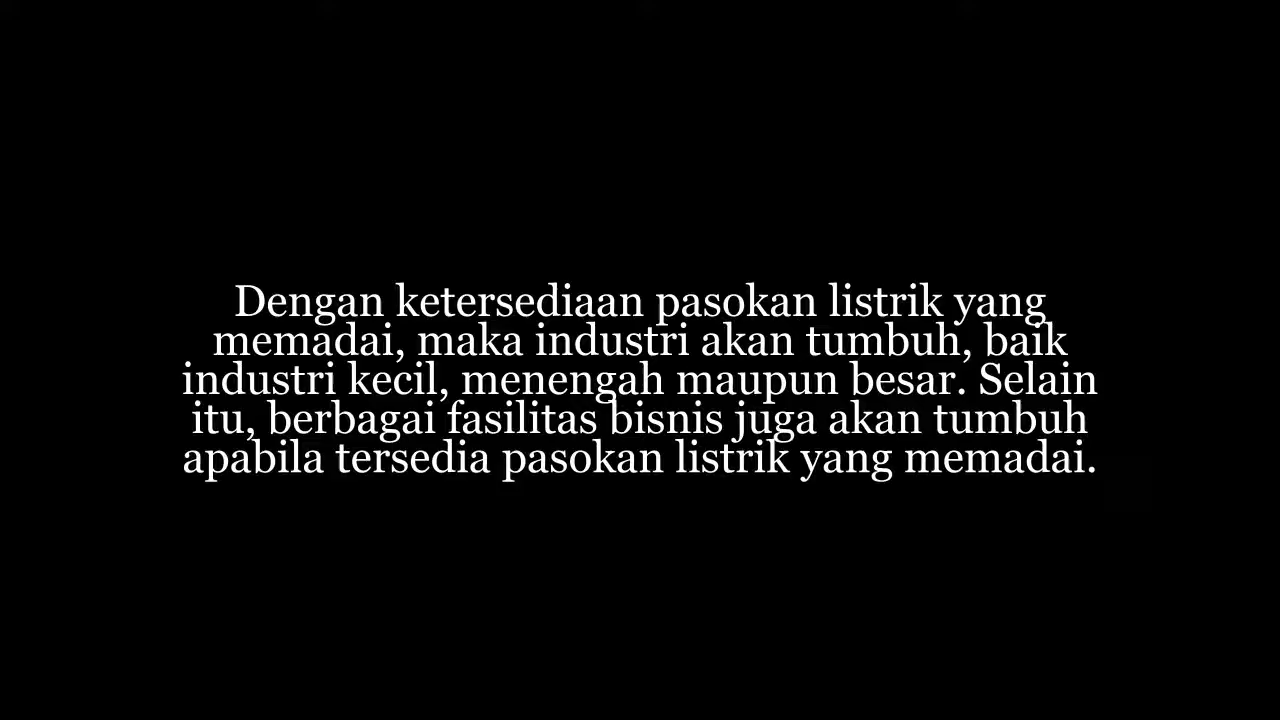 Dengan ketersediaan pasokan listrik yang
memadai, maka industri akan tumbuh, baik
industri kecil, menengah maupun besar. Selain
itu, berbagai fasilitas bisnis juga akan tumbuh
apabila tersedia pasokan listrik yang memadai.